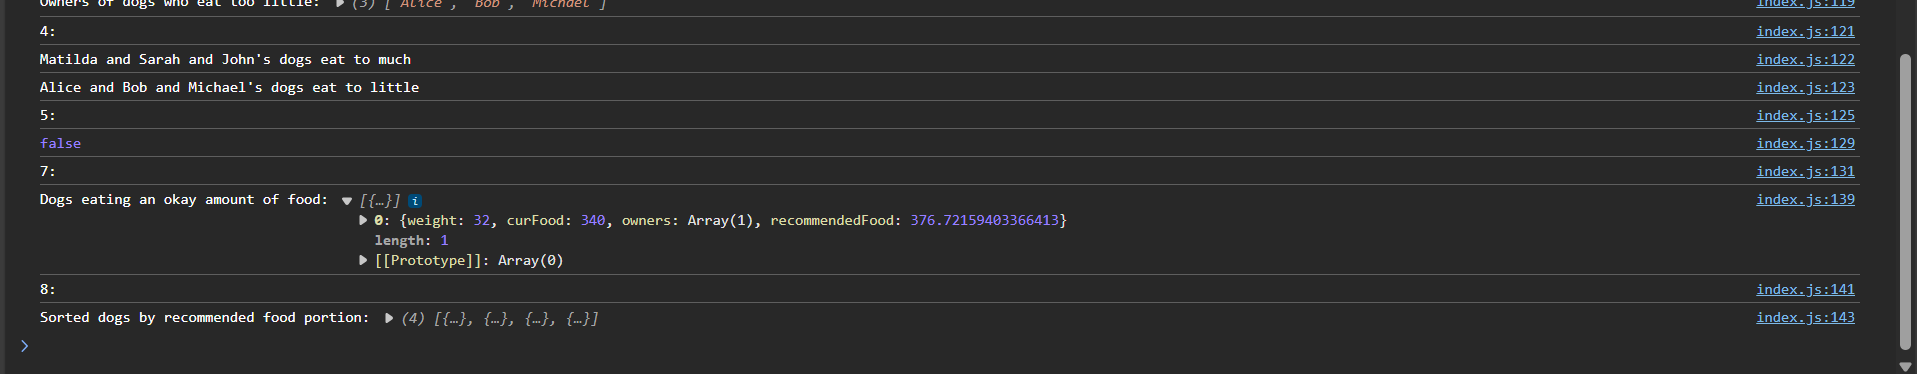 Owners of dogs who eat too little: ▶ (3) ['Alice', 'Bob', 'Michael'] index.js:119
4: index.js:121
Matilda and Sarah and John's dogs eat to much index.js:122
Alice and Bob and Michael's dogs eat to little index.js:123
5: index.js:125
false index.js:129
7: index.js:131
Dogs eating an okay amount of food: ▼ [{…}] i index.js:139
▶ 0: {weight: 32, curFood: 340, owners: Array(1), recommendedFood: 376.72159403366413}
length: 1
▶ [[Prototype]]: Array(0)
8: index.js:141
Sorted dogs by recommended food portion: ▶ (4) [{…}, {…}, {…}, {…}] index.js:143
>